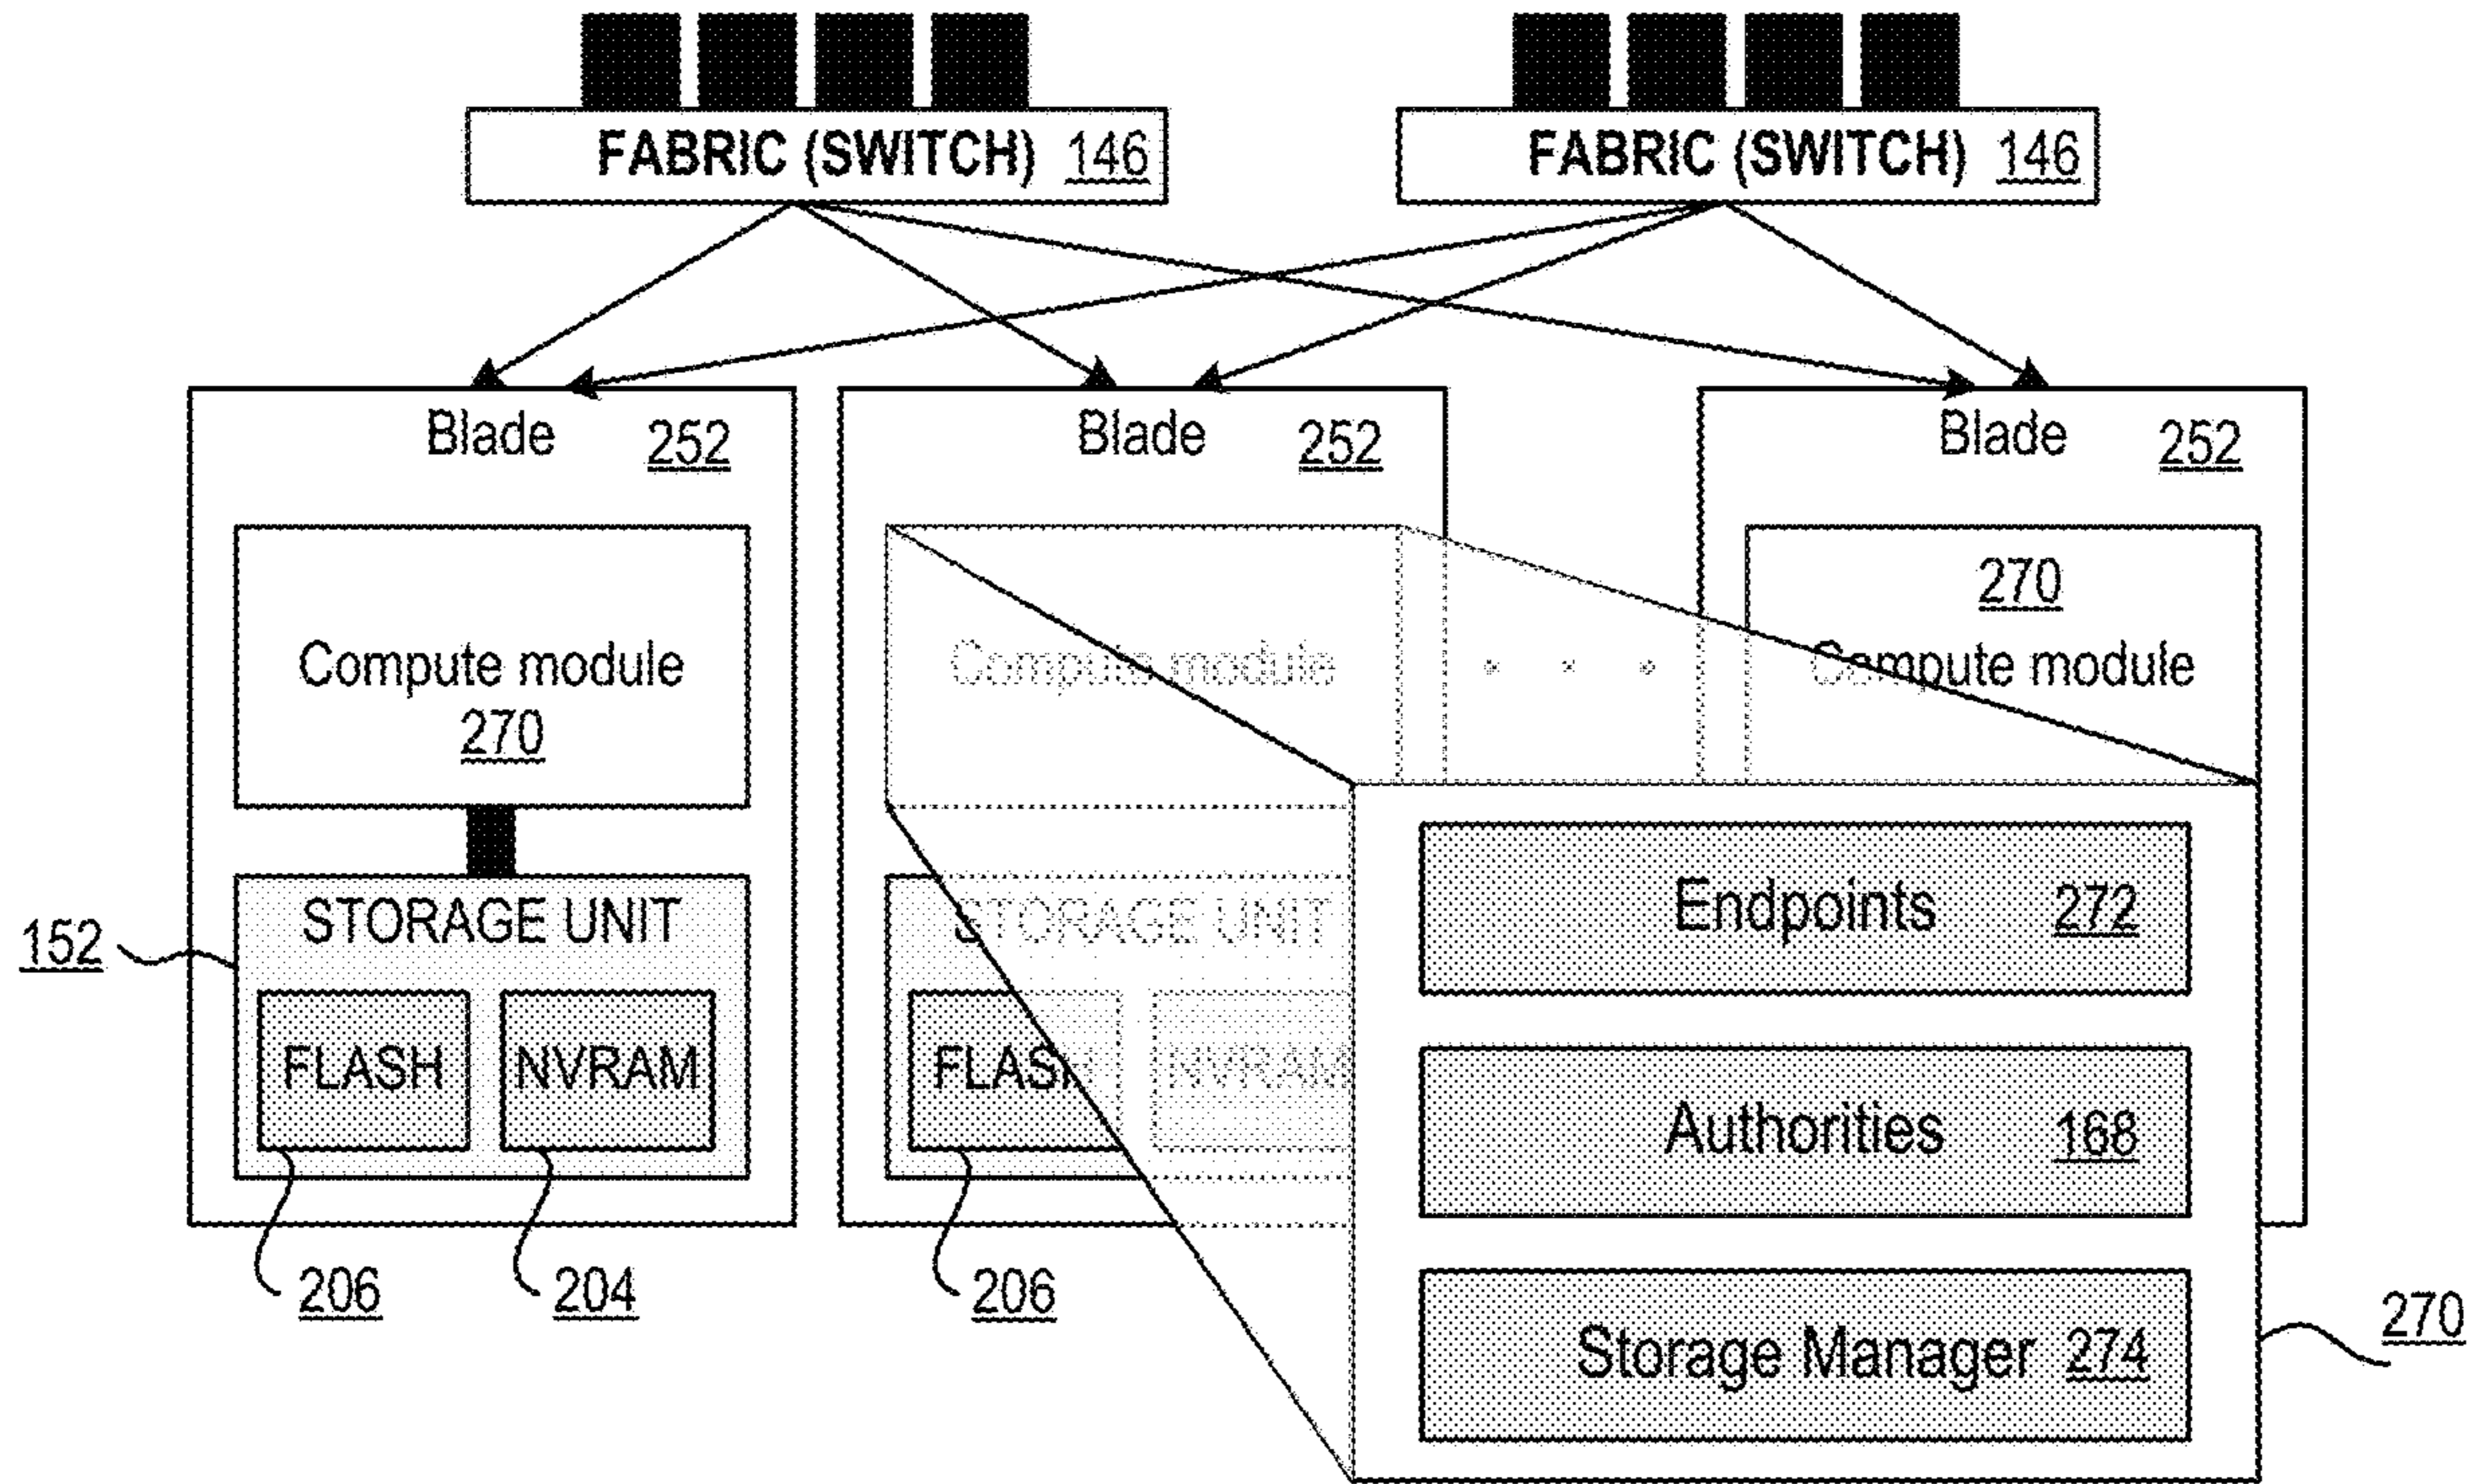 FABRIC (SWITCH) 146
FABRIC (SWITCH) 146
Blade 252
Blade 252
Blade 252
Compute module
270
Compute module
270
Compute module
STORAGE UNIT
152
FLASH
NVRAM
206
204
STORAGE UNIT
FLASH
NVRAM
206
Endpoints 272
Authorities 168
Storage Manager 274
270